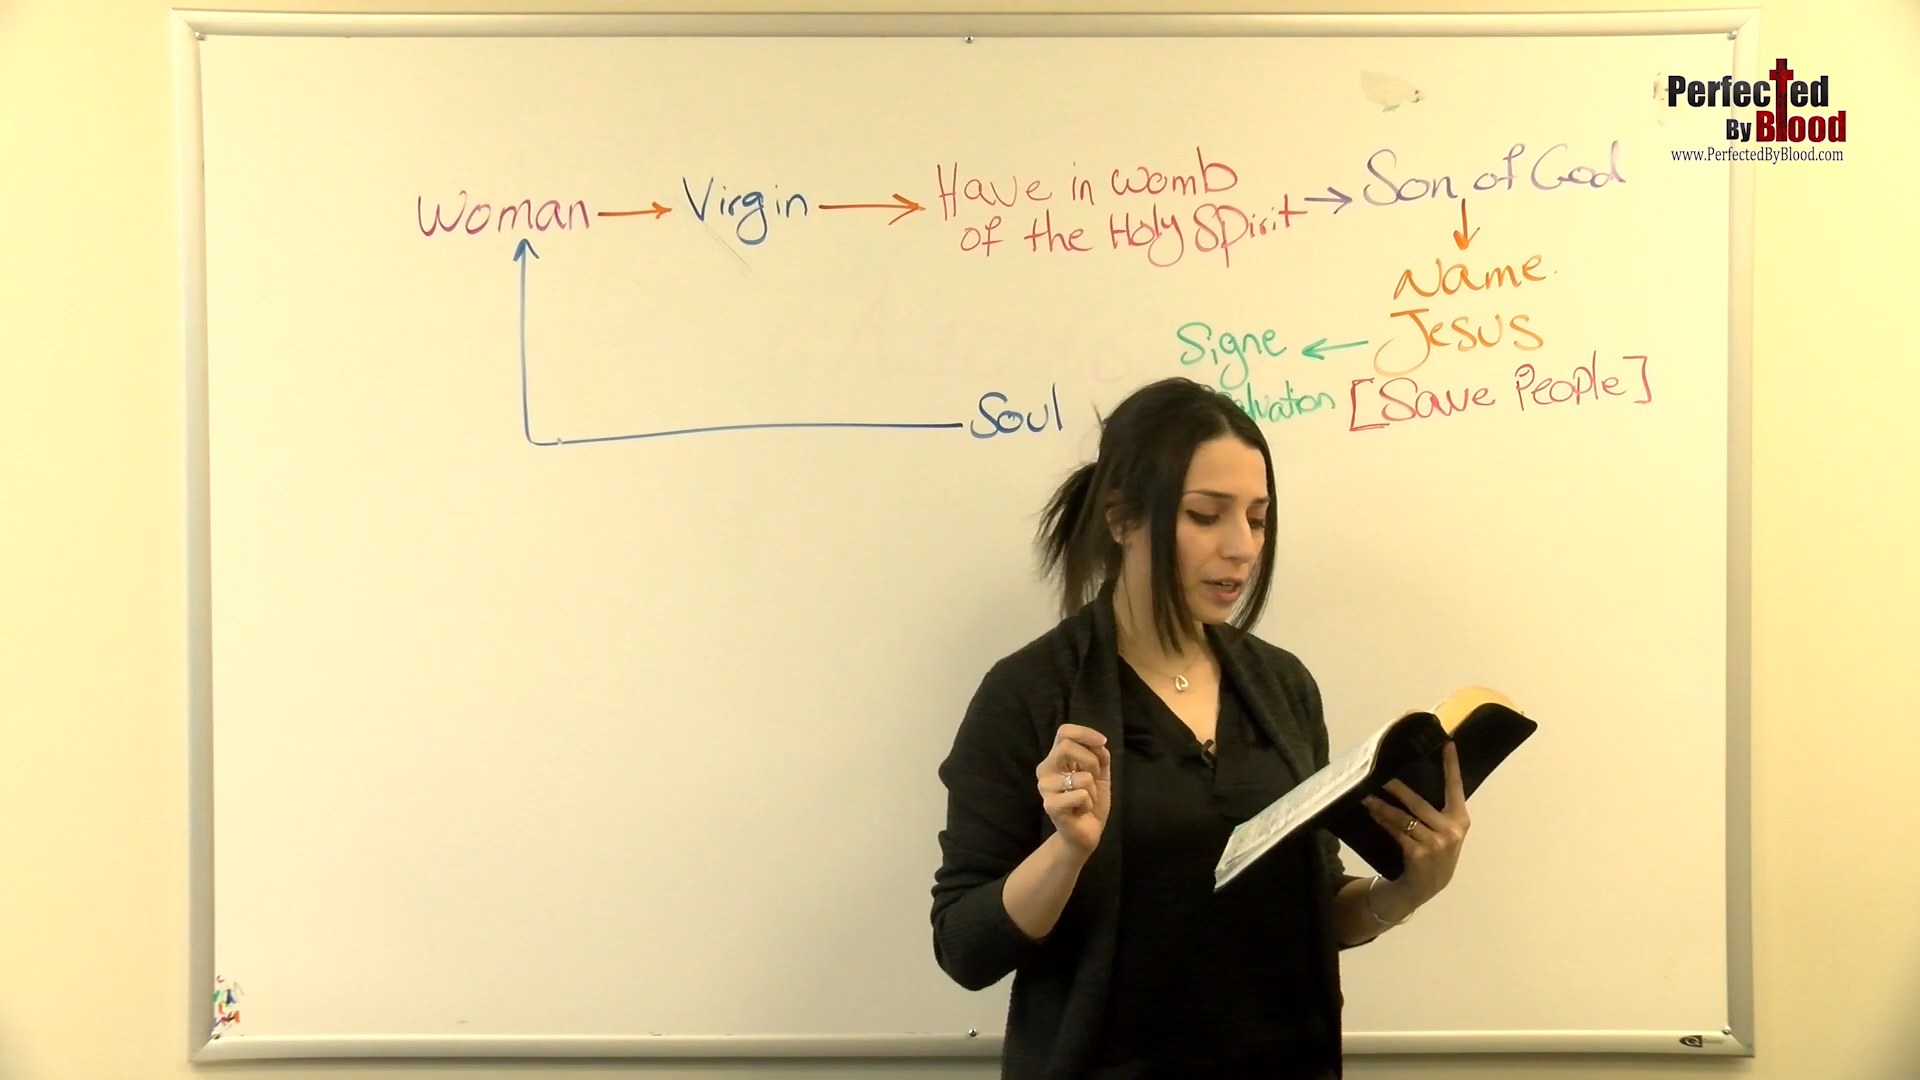 Perfected
By Blood
www.PerfectedByBlood.com
Woman → Virgin → Have in womb
of the Holy Spirit → Son of God
Name
Jesus
Signe ←
[Save People]
Soul